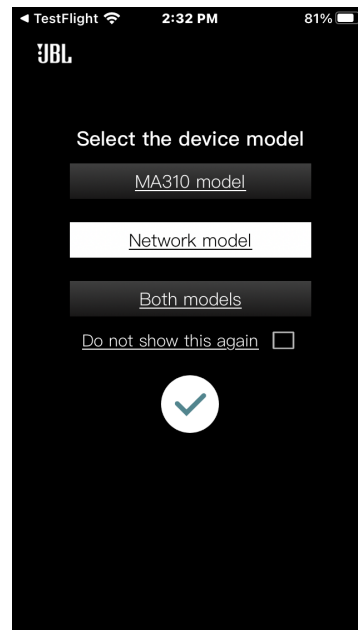 ◀ TestFlight 2:32 PM 81%
JBL
Select the device model
MA310 model
Network model
Both models
Do not show this again